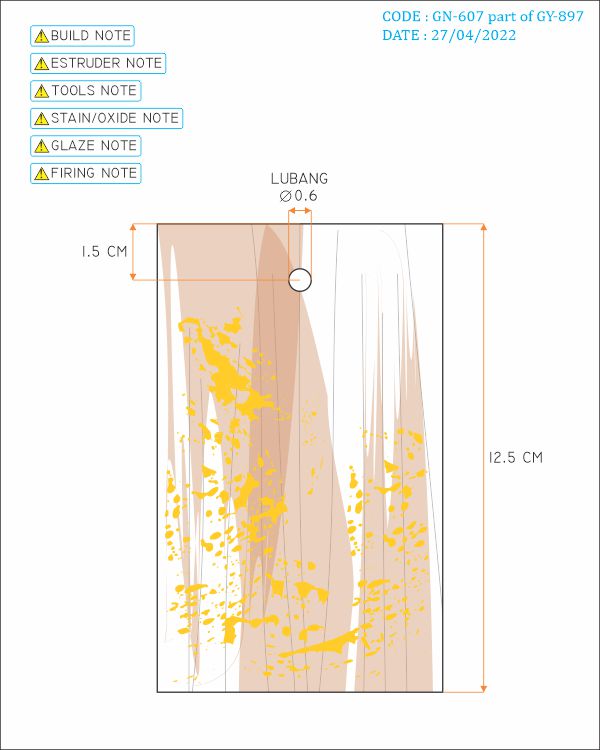 CODE : GN-607 part of GY-897
DATE : 27/04/2022
BUILD NOTE
ESTRUDER NOTE
TOOLS NOTE
STAIN/OXIDE NOTE
GLAZE NOTE
FIRING NOTE
LUBANG
∅0.6
1.5 CM
12.5 CM